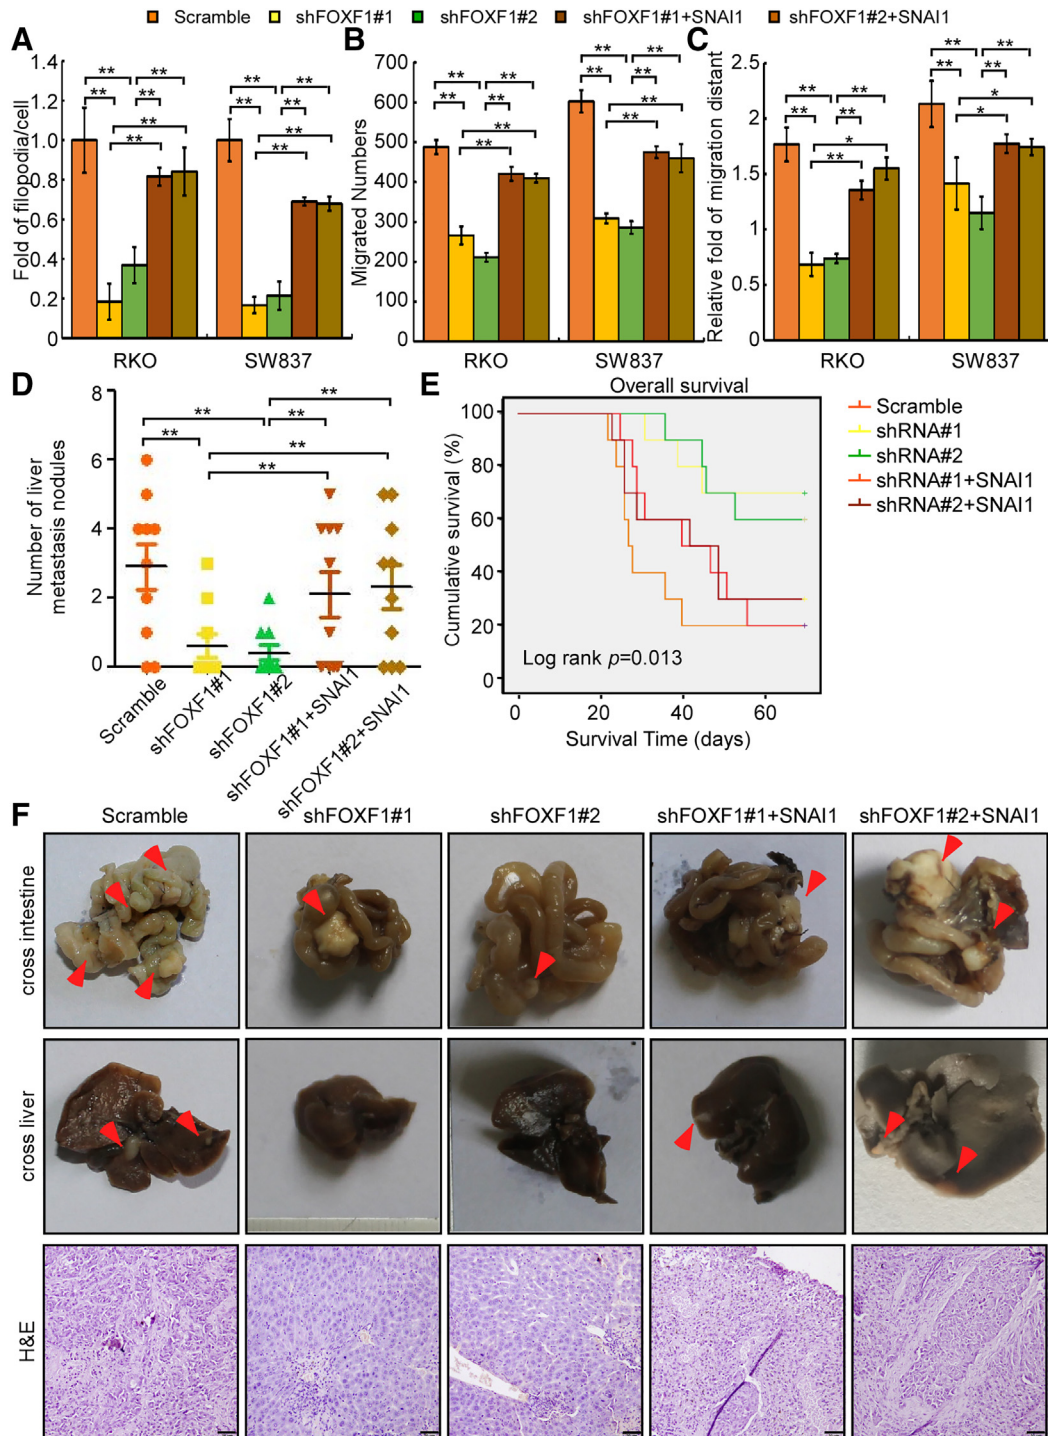 Scramble shFOXF1#1 shFOXF1#2 shFOXF1#1+SNAI1 shFOXF1#2+SNAI1
A
Fold of filopodia/cell
1.4
1.2
1.0
0.8
0.6
0.4
0.2
0
** ** ** ** ** **
** ** ** ** ** **
RKO SW837
B
Migrated Numbers
700
600
500
400
300
200
100
0
** ** ** ** ** **
** ** ** ** ** **
RKO SW837
C
Relative fold of migration distant
2.5
2
1.5
1
0.5
0
** ** ** ** * **
** ** ** ** * *
RKO SW837
D
Number of liver
metastasis nodules
8
6
4
2
0
**
** **
**
**
**
Scramble
shFOXF1#1
shFOXF1#2
shFOXF1#1+SNAI1
shFOXF1#2+SNAI1
E
Overall survival
Cumulative survival (%)
100
80
60
40
20
0
Log rank p=0.013
0 20 40 60
Survival Time (days)
Scramble
shRNA#1
shRNA#2
shRNA#1+SNAI1
shRNA#2+SNAI1
F
Scramble shFOXF1#1 shFOXF1#2 shFOXF1#1+SNAI1 shFOXF1#2+SNAI1
cross intestine
cross liver
H&E